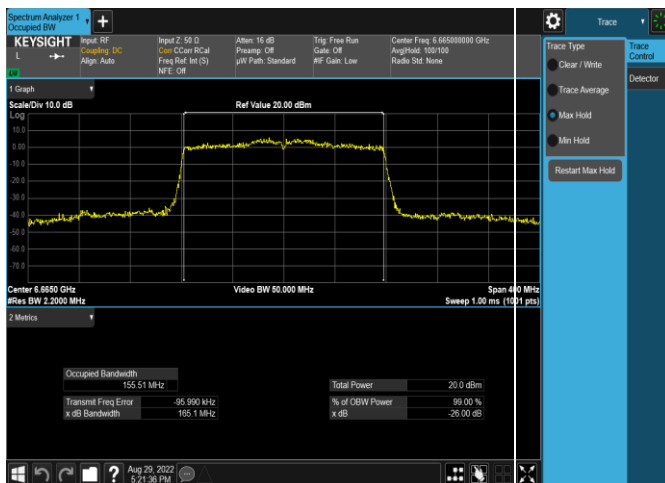 Spectrum Analyzer 1
Occupied BW
KEYSIGHT
L
LXI
Input: RF
Coupling: DC
Align: Auto
Input Z: 50 Ω
Corr CCorr RCal
Freq Ref: Int (S)
NFE: Off
Atten: 16 dB
Preamp: Off
µW Path: Standard
Trig: Free Run
Gate: Off
#IF Gain: Low
Center Freq: 6.665000000 GHz
Avg|Hold: 100/100
Radio Std: None
1 Graph
Scale/Div 10.0 dB
Ref Value 20.00 dBm
Log
10.0
0.00
-10.0
-20.0
-30.0
-40.0
-50.0
-60.0
-70.0
Center 6.6650 GHz
#Res BW 2.2000 MHz
Video BW 50.000 MHz
Span 400 MHz
Sweep 1.00 ms (1001 pts)
2 Metrics
Occupied Bandwidth
155.51 MHz
Transmit Freq Error -95.990 kHz
x dB Bandwidth 165.1 MHz
Total Power 20.0 dBm
% of OBW Power 99.00 %
x dB -26.00 dB
?
Aug 29, 2022
5:21:36 PM
Trace
Trace Type
Clear / Write
Trace Average
Max Hold
Min Hold
Restart Max Hold
Trace
Control
Detector